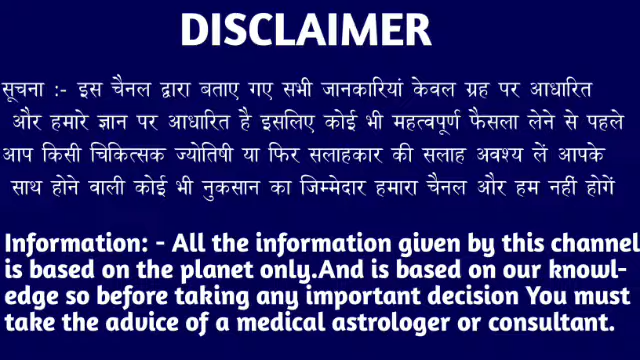 DISCLAIMER
सूचना :- इस चैनल द्वारा बताए गए सभी जानकारियां केवल ग्रह पर आधारित
और हमारे ज्ञान पर आधारित है इसलिए कोई भी महत्वपूर्ण फैसला लेने से पहले
आप किसी चिकित्सक ज्योतिषी या फिर सलाहकार की सलाह अवश्य लें आपके
साथ होने वाली कोई भी नुकसान का जिम्मेदार हमारा चैनल और हम नहीं होगें
Information: - All the information given by this channel
is based on the planet only.And is based on our knowl-
edge so before taking any important decision You must
take the advice of a medical astrologer or consultant.